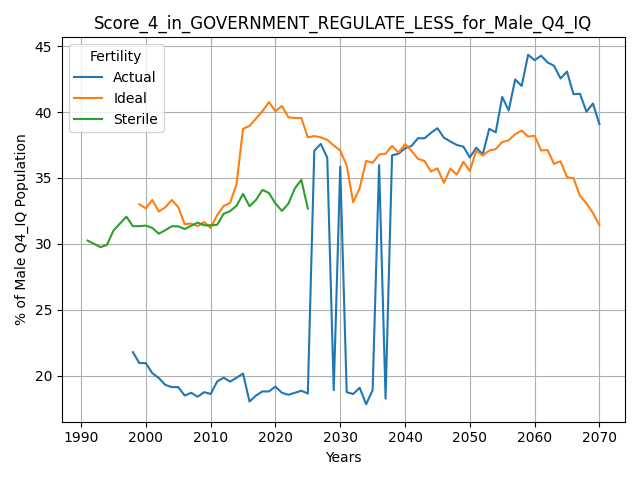 Score_4_in_GOVERNMENT_REGULATE_LESS_for_Male_Q4_IQ
Fertility
Actual
Ideal
Sterile
% of Male Q4_IQ Population
45
40
35
30
25
20
1990 2000 2010 2020 2030 2040 2050 2060 2070
Years